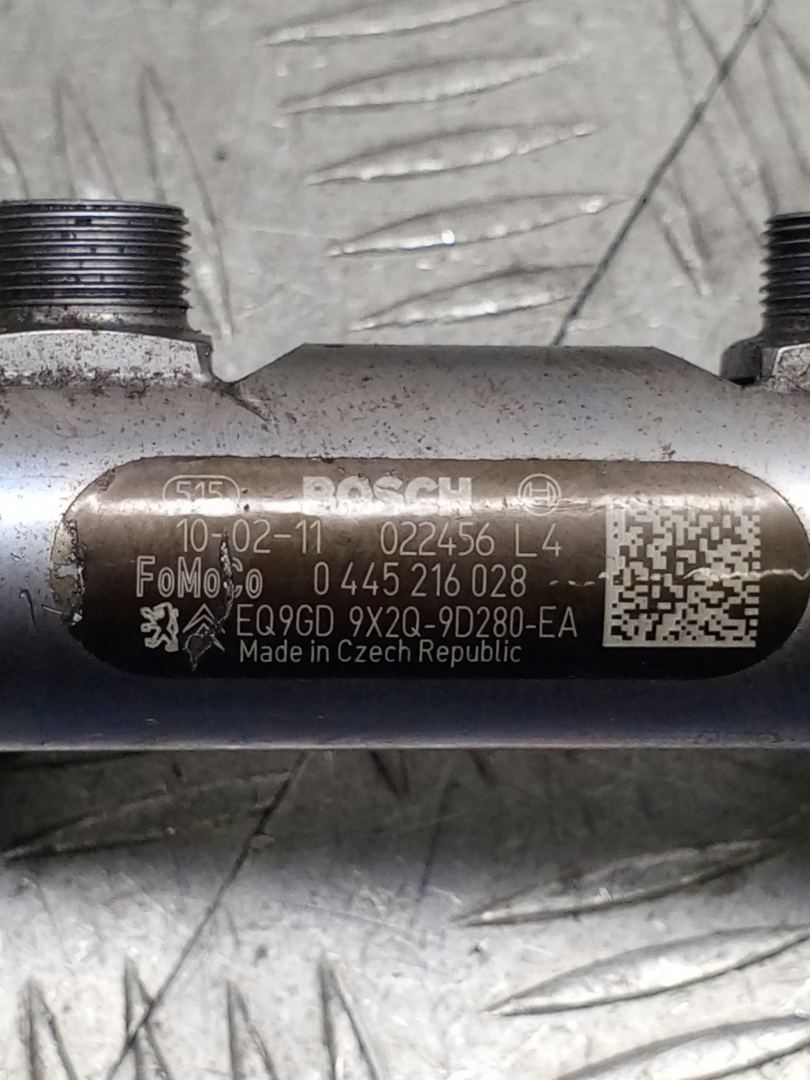 515 BOSCH
10-02-11 022456 L4
FoMoCo 0 445 216 028
EQ9GD 9X2Q-9D280-EA
Made in Czech Republic